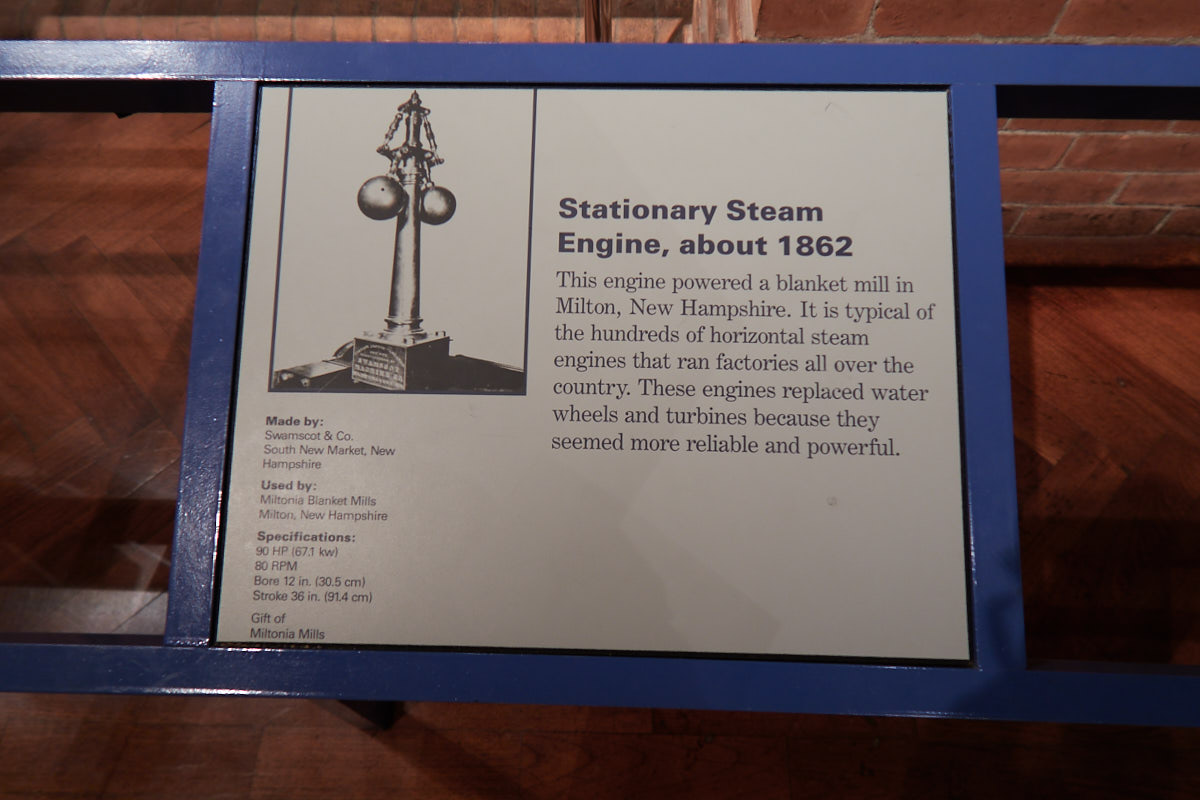 Stationary Steam
Engine, about 1862
This engine powered a blanket mill in
Milton, New Hampshire. It is typical of
the hundreds of horizontal steam
engines that ran factories all over the
country. These engines replaced water
wheels and turbines because they
seemed more reliable and powerful.
SWAMSCOT
MACHINE CO.
Made by:
Swamscot & Co.
South New Market, New
Hampshire
Used by:
Miltonia Blanket Mills
Milton, New Hampshire
Specifications:
90 HP (67.1 kw)
80 RPM
Bore 12 in. (30.5 cm)
Stroke 36 in. (91.4 cm)
Gift of
Miltonia Mills